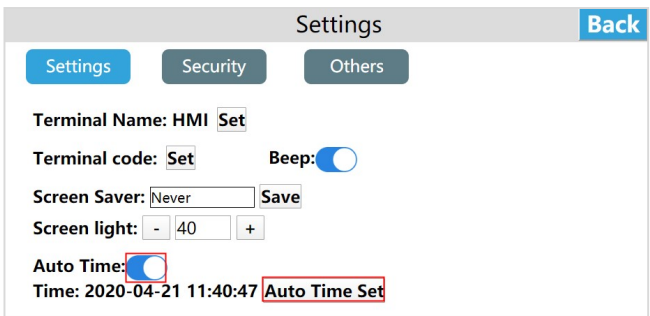 Settings Back
Settings Security Others
Terminal Name: HMI Set
Terminal code: Set Beep:
Screen Saver: Never Save
Screen light: - 40 +
Auto Time:
Time: 2020-04-21 11:40:47 Auto Time Set